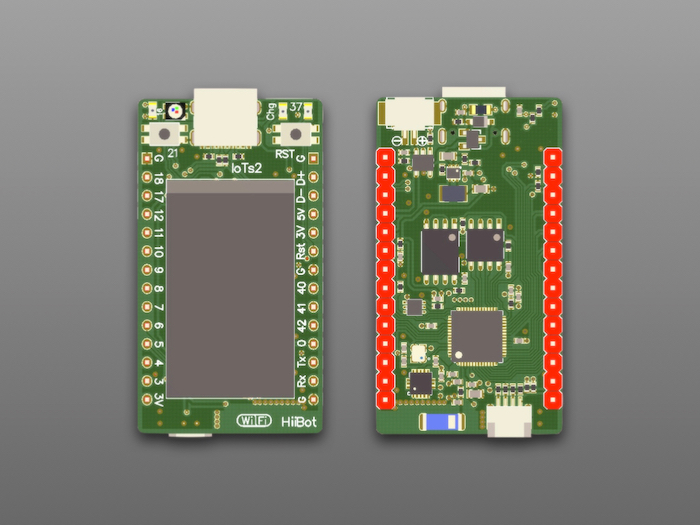 Chg
37
21
RST
IoTs2
G
18
17
12
11
10
9
8
7
6
5
4
3
3V
G
D+
D-
5V
3V
Rst
G
40
41
42
0
Tx
Rx
G
WiFi
HiiBot